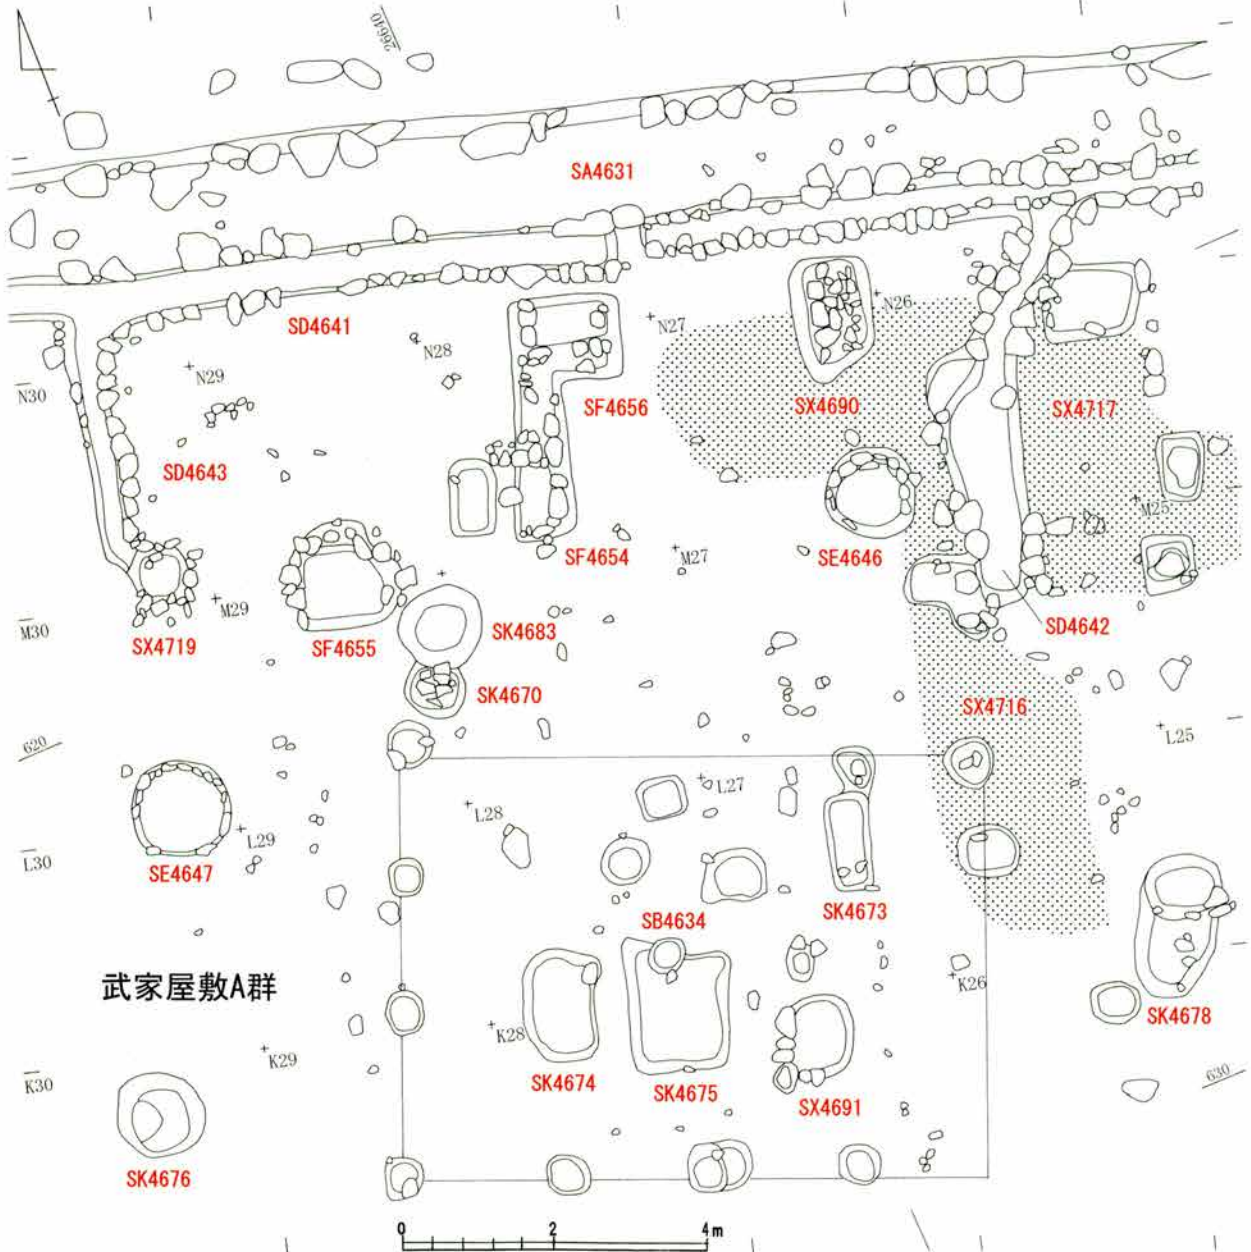 26640
SA4631
N26
N27
SD4641
N28
N29
N30
SF4656
SX4690
SX4717
SD4643
M25
SF4654
M27
SE4646
M29
M30
SX4719
SF4655
SK4683
SD4642
SK4670
SX4716
L25
620
L27
L28
L29
L30
SE4647
SB4634
SK4673
武家屋敷A群
K26
SK4678
K28
K29
K30
SK4674
SK4675
SX4691
630
SK4676
0 2 4m